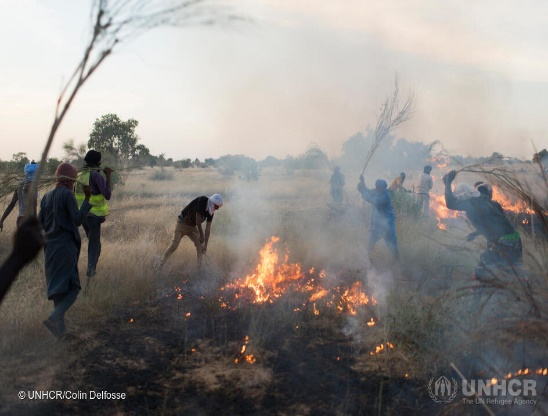 © UNHCR/Colin Delfosse
UNHCR
The UN Refugee Agency